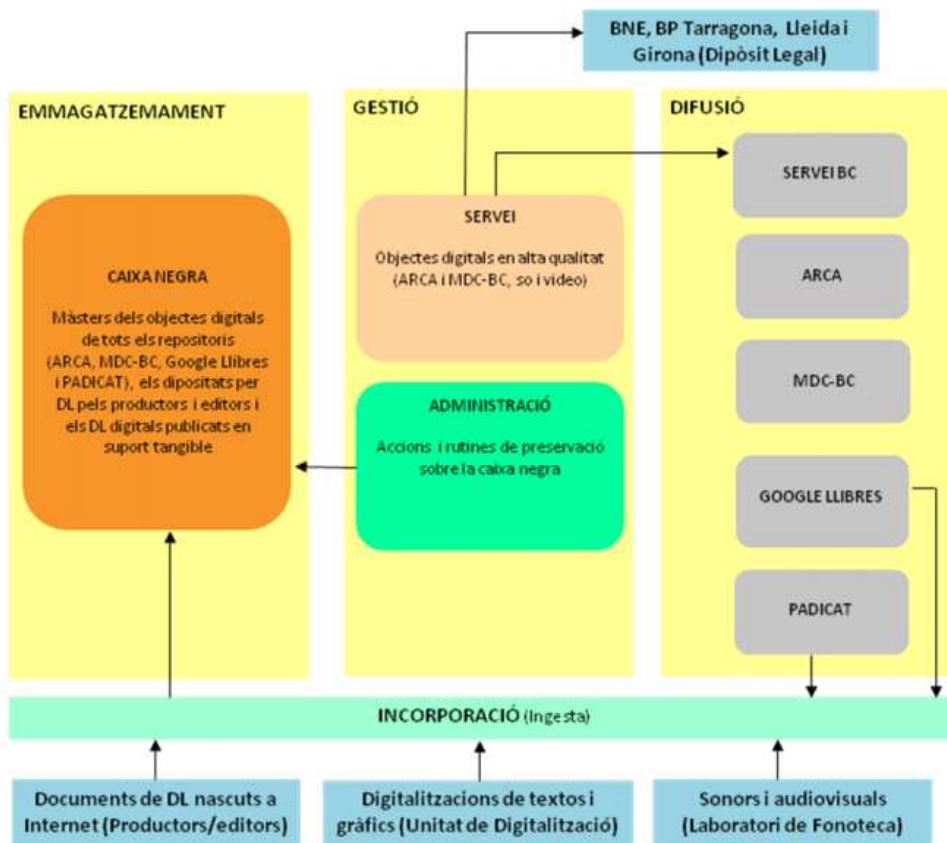 BNE, BP Tarragona, Lleida i
Girona (Dipòsit Legal)
EMMAGATZEMAMENT
GESTIÓ
DIFUSIÓ
CAIXA NEGRA
Màsters dels objectes digitals
de tots els repositoris
(ARCA, MDC-BC, Google Llibres
i PADICAT), els dipositats per
DL pels productors i editors i
els DL digitals publicats en
suport tangible
SERVEI
Objectes digitals en alta qualitat
(ARCA i MDC-BC, so i video)
ADMINISTRACIÓ
Accions i rutines de preservació
sobre la caixa negra
SERVEI BC
ARCA
MDC-BC
GOOGLE LLIBRES
PADICAT
INCORPORACIÓ (Ingesta)
Documents de DL nascuts a
Internet (Productors/editors)
Digitalitzacions de textos i
gràfics (Unitat de Digitalització)
Sonors i audiovisuals
(Laboratori de Fonoteca)